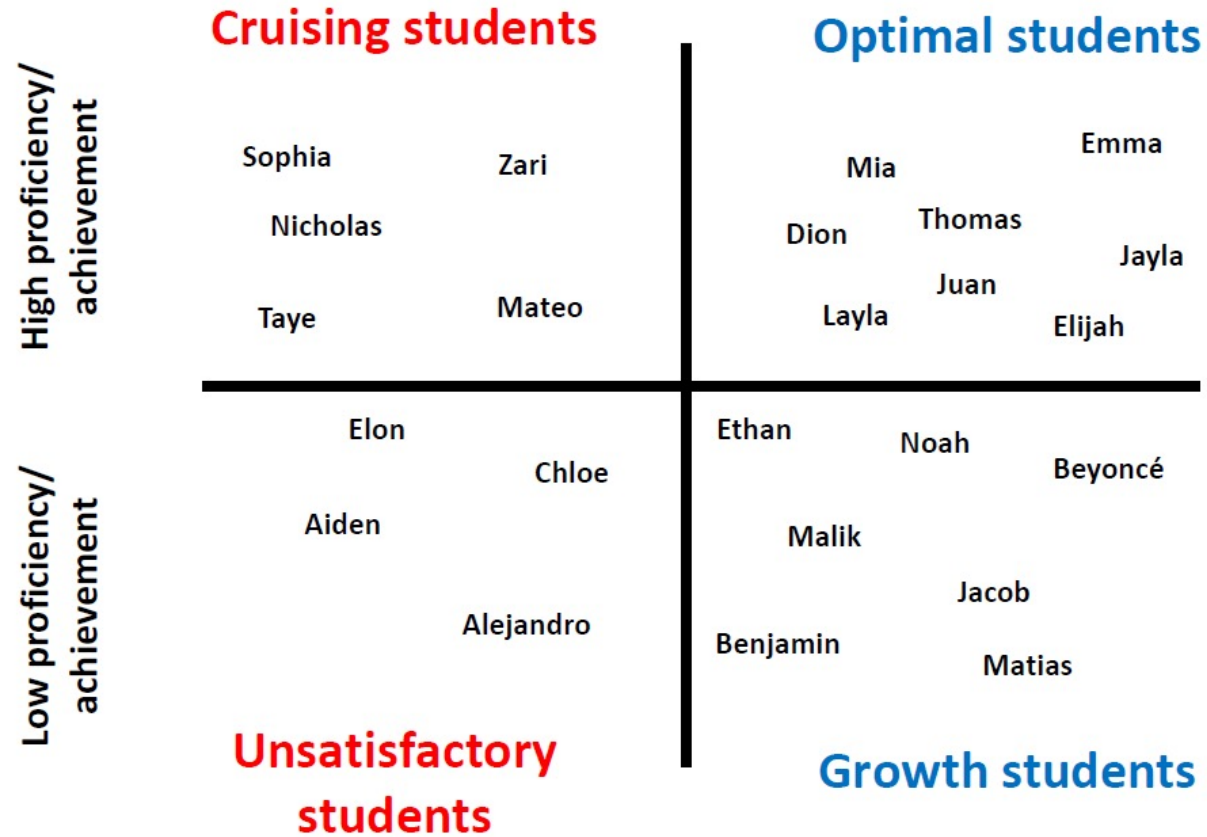 Cruising students
Optimal students
High proficiency/
achievement
Sophia
Zari
Nicholas
Taye
Mateo
Emma
Mia
Thomas
Dion
Jayla
Juan
Layla
Elijah
Low proficiency/
achievement
Elon
Chloe
Aiden
Alejandro
Ethan
Noah
Beyoncé
Malik
Jacob
Benjamin
Matias
Unsatisfactory
students
Growth students